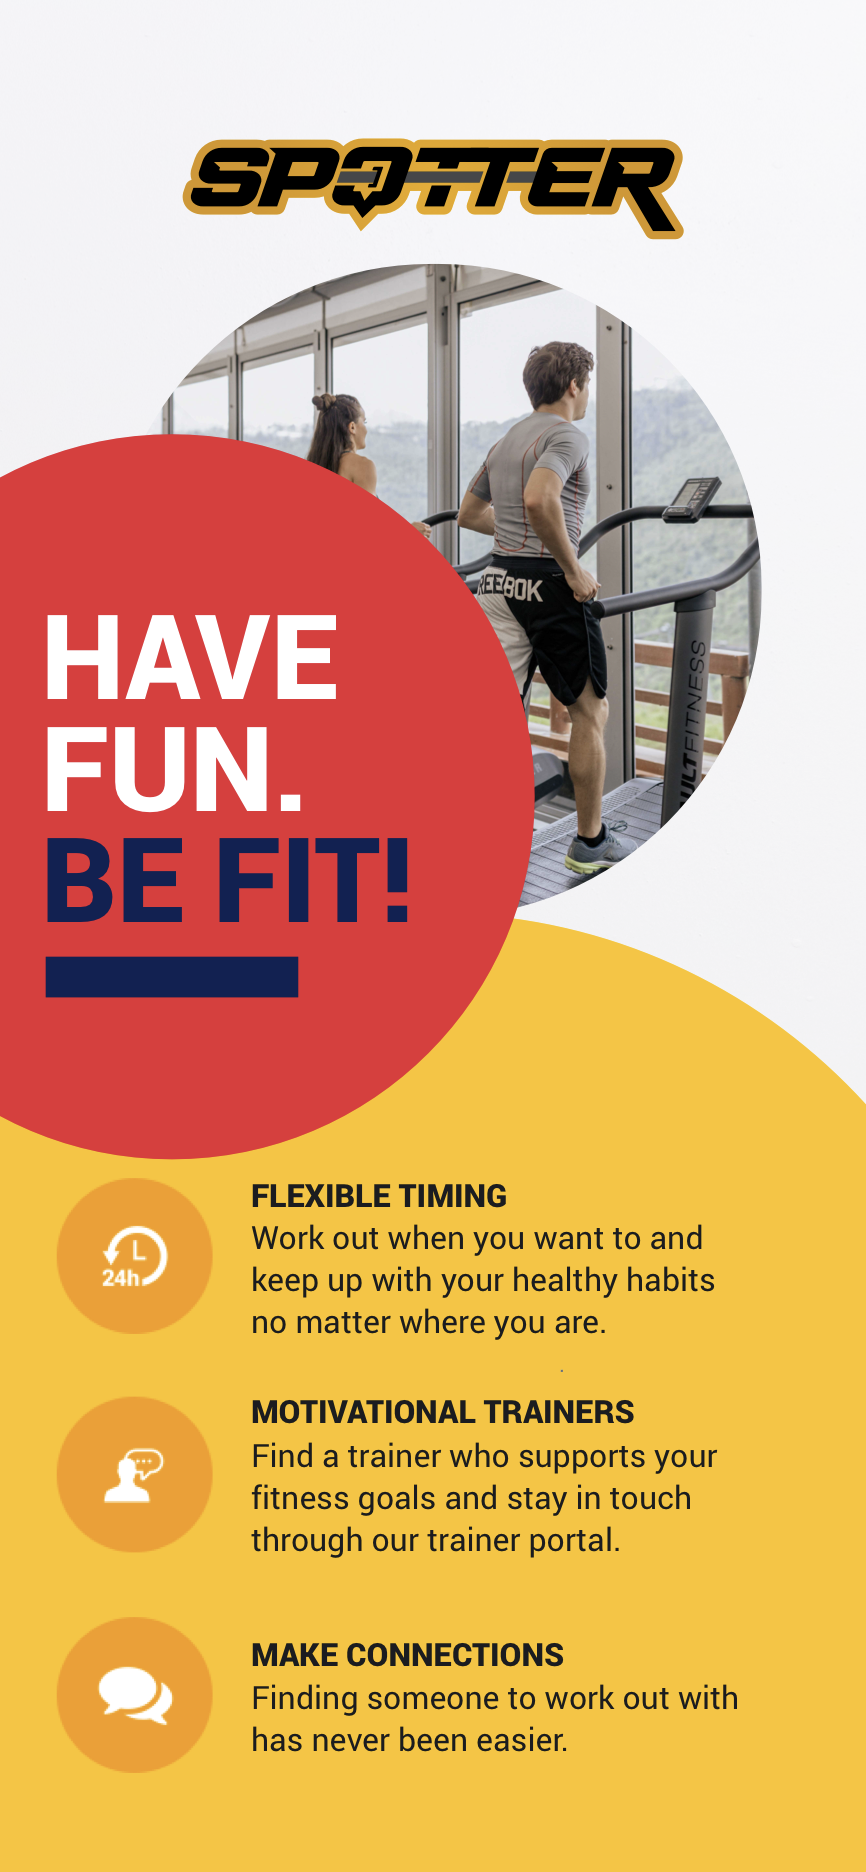 SPOTTER
REEBOK
ULTFITNESS
HAVE
FUN.
BE FIT!
24h
FLEXIBLE TIMING
Work out when you want to and
keep up with your healthy habits
no matter where you are.
MOTIVATIONAL TRAINERS
Find a trainer who supports your
fitness goals and stay in touch
through our trainer portal.
MAKE CONNECTIONS
Finding someone to work out with
has never been easier.